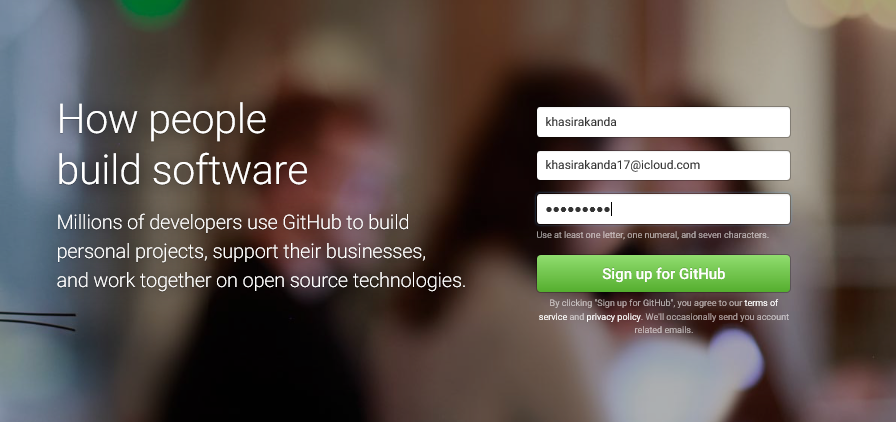 How people
build software
Millions of developers use GitHub to build
personal projects, support their businesses,
and work together on open source technologies.
khasirakanda
khasirakanda17@icloud.com
●●●●●●●●●
Use at least one letter, one numeral, and seven characters.
Sign up for GitHub
By clicking "Sign up for GitHub", you agree to our terms of
service and privacy policy. We'll occasionally send you account
related emails.